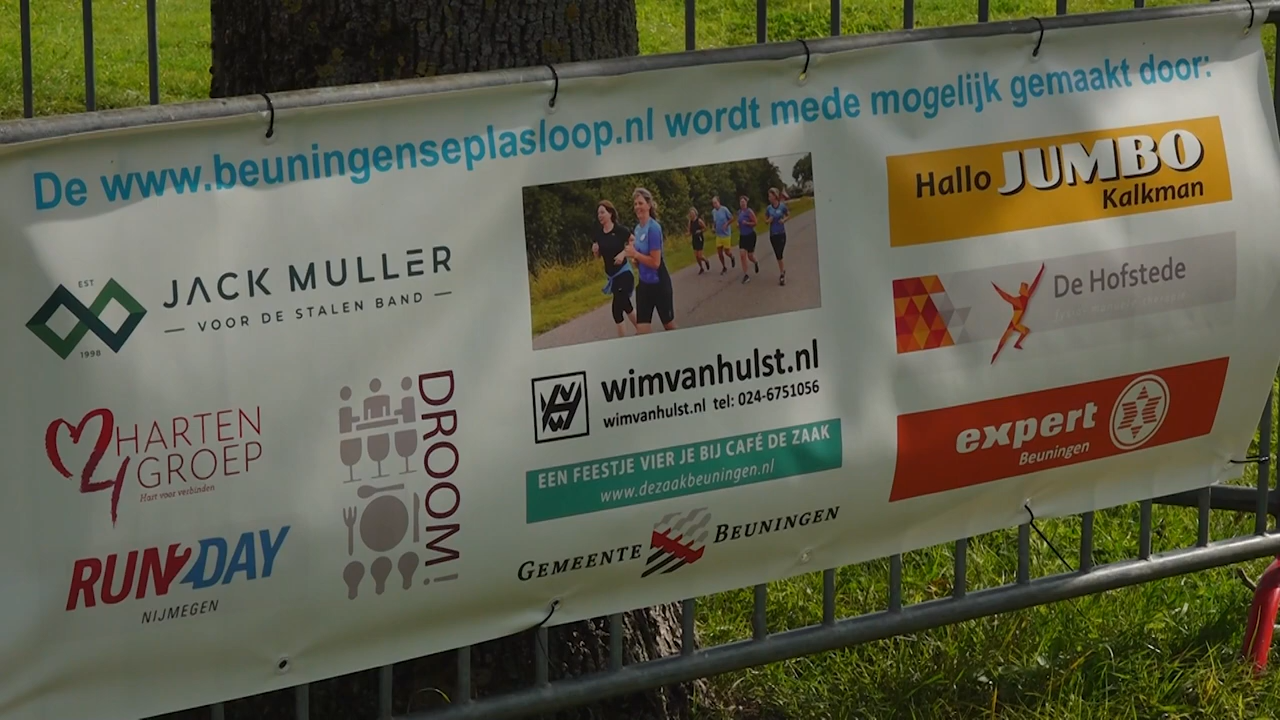 De www.beuningenseplasloop.nl wordt mede mogelijk gemaakt door:
EST.
1998
JACK MULLER
— VOOR DE STALEN BAND —
4HARTEN
GROEP
Hart voor verbinden
RUN2DAY
NIJMEGEN
DROOM!
wimvanhulst.nl
wimvanhulst.nl tel: 024-6751056
EEN FEESTJE VIER JE BIJ CAFÉ DE ZAAK
www.dezaakbeuningen.nl
GEMEENTE BEUNINGEN
Hallo JUMBO
Kalkman
De Hofstede
expert
Beuningen